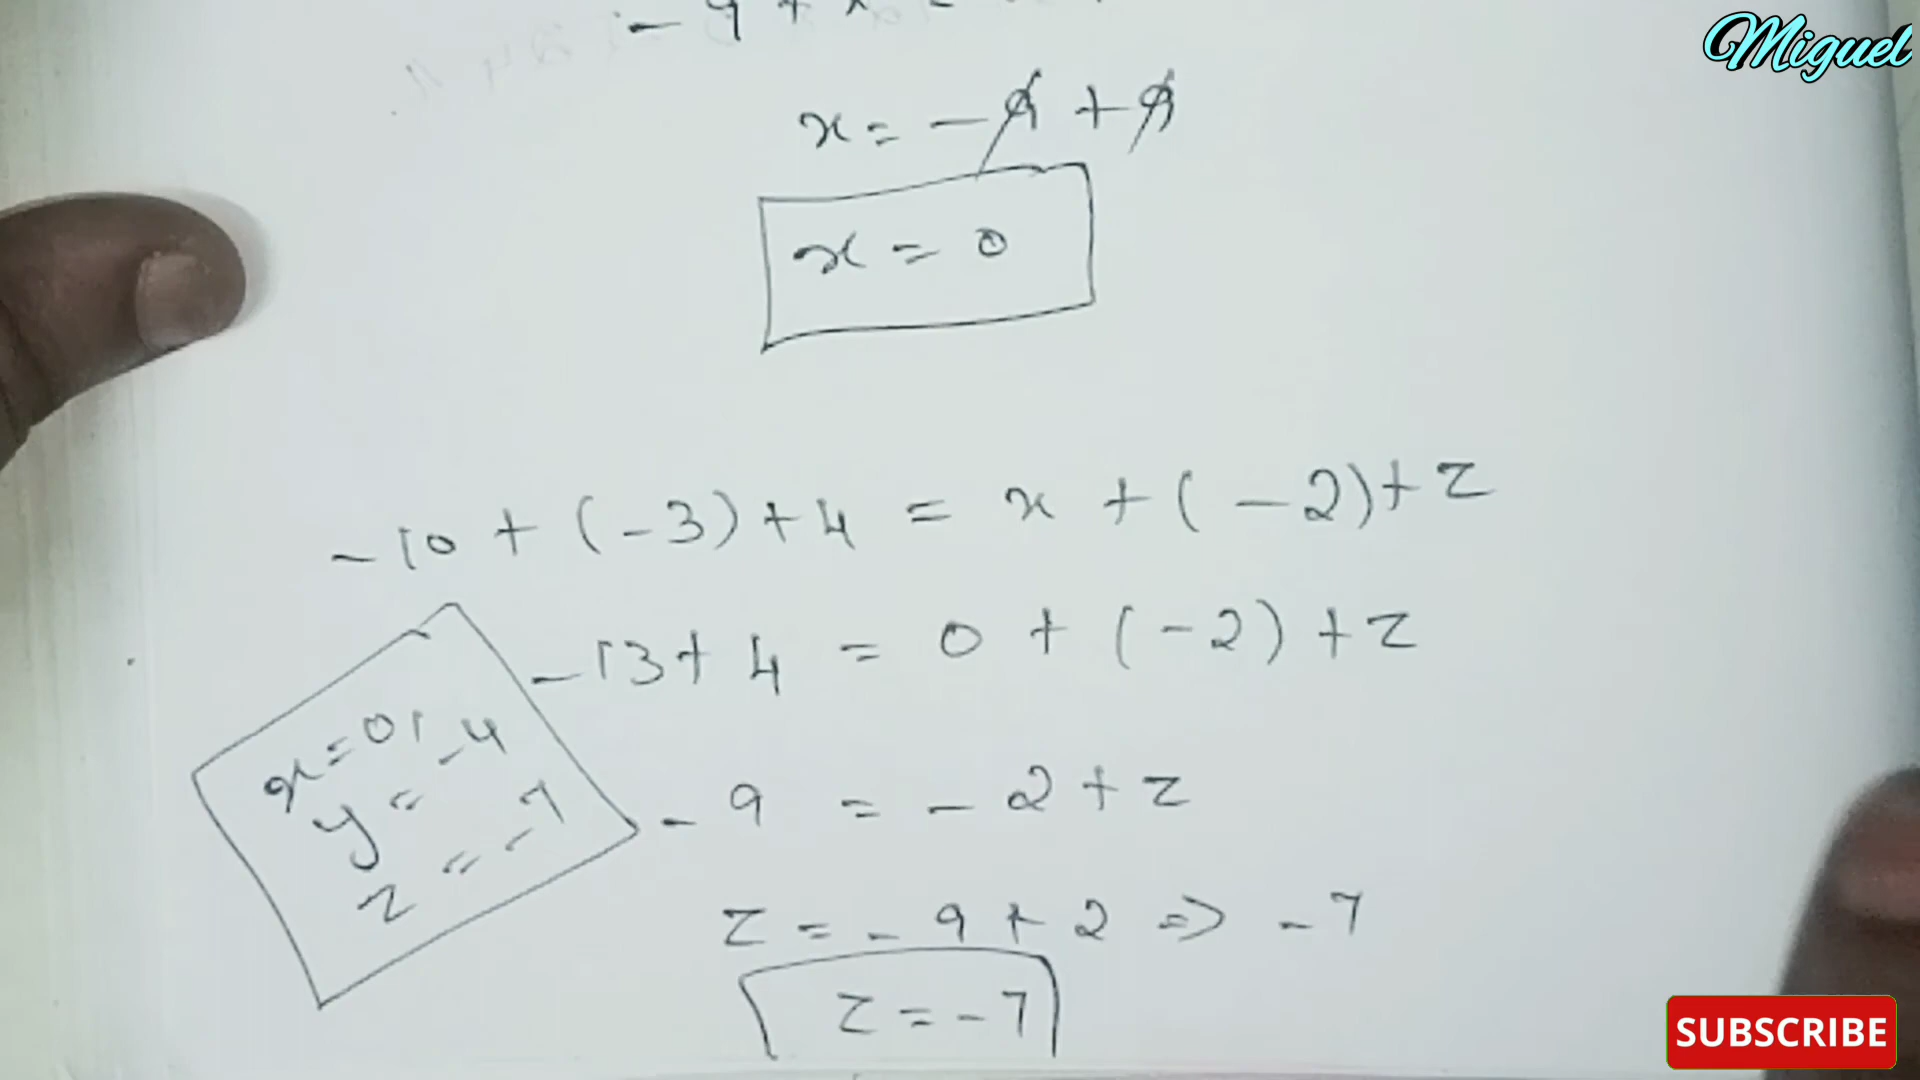 Miguel
- 9 + x
x = - 9 + 9
x = 0
- 10 + ( - 3 ) + 4 = x + ( - 2 ) + z
- 13 + 4 = 0 + ( - 2 ) + z
x = 0,
y = - 4
z = - 7
- 9 = - 2 + z
z = - 9 + 2 => - 7
z = - 7
SUBSCRIBE